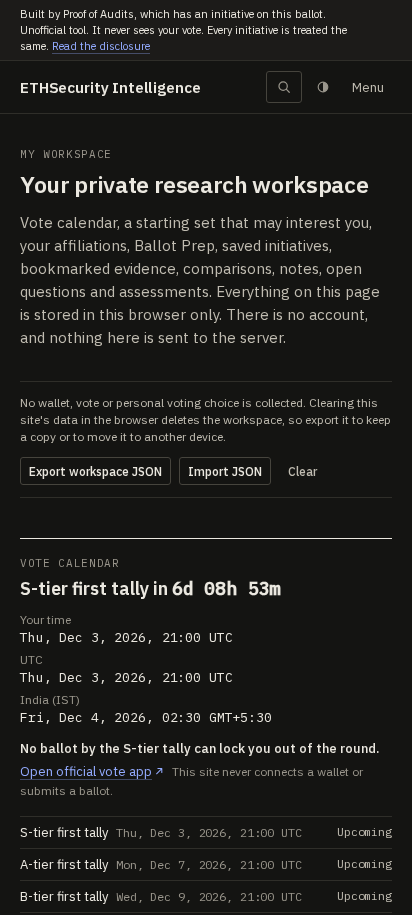 Built by Proof of Audits, which has an initiative on this ballot.
Unofficial tool. It never sees your vote. Every initiative is treated the
same. Read the disclosure
ETHSecurity Intelligence
Menu
MY WORKSPACE
Your private research workspace
Vote calendar, a starting set that may interest you,
your affiliations, Ballot Prep, saved initiatives,
bookmarked evidence, comparisons, notes, open
questions and assessments. Everything on this page
is stored in this browser only. There is no account,
and nothing here is sent to the server.
No wallet, vote or personal voting choice is collected. Clearing this
site's data in the browser deletes the workspace, so export it to keep
a copy or to move it to another device.
Export workspace JSON Import JSON Clear
VOTE CALENDAR
S-tier first tally in 6d 08h 53m
Your time
Thu, Dec 3, 2026, 21:00 UTC
UTC
Thu, Dec 3, 2026, 21:00 UTC
India (IST)
Fri, Dec 4, 2026, 02:30 GMT+5:30
No ballot by the S-tier tally can lock you out of the round.
Open official vote app ↗ This site never connects a wallet or
submits a ballot.
S-tier first tally Thu, Dec 3, 2026, 21:00 UTC Upcoming
A-tier first tally Mon, Dec 7, 2026, 21:00 UTC Upcoming
B-tier first tally Wed, Dec 9, 2026, 21:00 UTC Upcoming